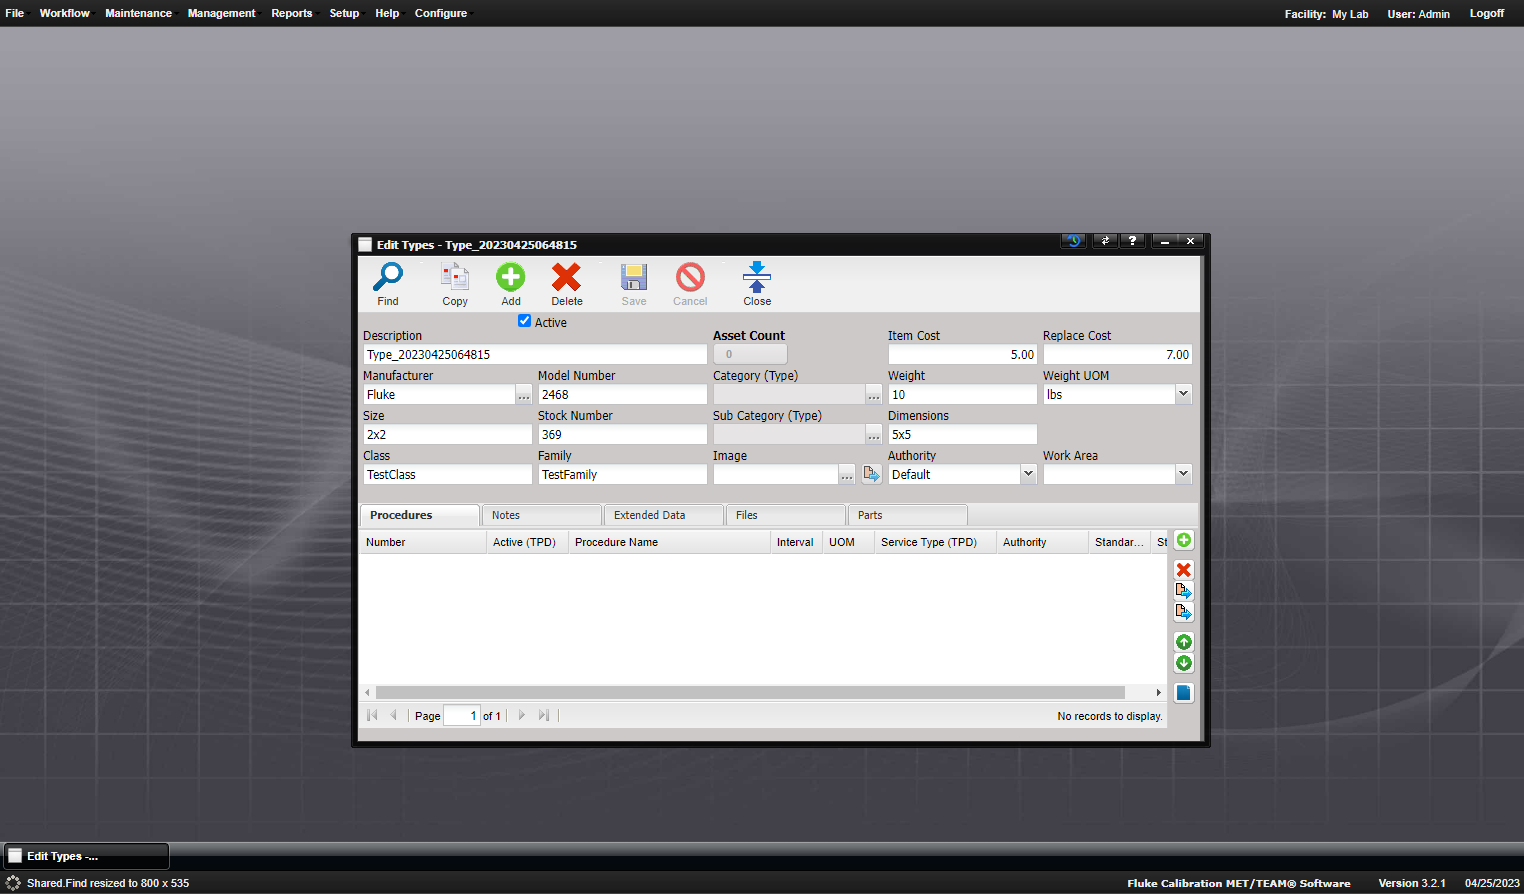 File Workflow Maintenance Management Reports Setup Help Configure Facility: My Lab User: Admin Logoff
Edit Types - Type_20230425064815 ?
Find Copy Add Delete Save Cancel Close
Active
Description Asset Count Item Cost Replace Cost
Type_20230425064815 0 5.00 7.00
Manufacturer Model Number Category (Type) Weight Weight UOM
Fluke ... 2468 ... 10 lbs
Size Stock Number Sub Category (Type) Dimensions
2x2 369 ... 5x5
Class Family Image Authority Work Area
TestClass TestFamily ... Default
Procedures Notes Extended Data Files Parts
Number Active (TPD) Procedure Name Interval UOM Service Type (TPD) Authority Standar... St
Page 1 of 1 No records to display.
Edit Types -...
Shared.Find resized to 800 x 535 Fluke Calibration MET/TEAM® Software Version 3.2.1 04/25/2023